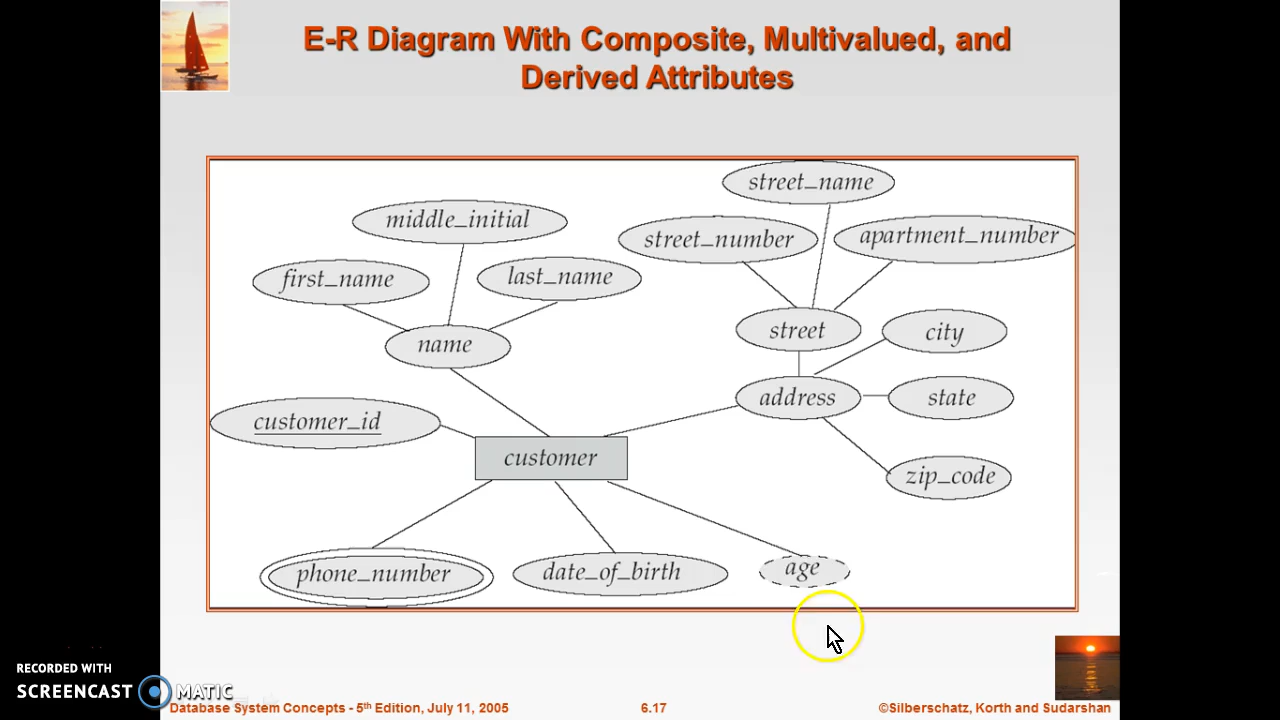 E-R Diagram With Composite, Multivalued, and
Derived Attributes
street_name
middle_initial
street_number
apartment_number
first_name
last_name
street
city
name
address
state
customer_id
customer
zip_code
phone_number
date_of_birth
age
RECORDED WITH
SCREENCAST MATIC
Database System Concepts - 5th Edition, July 11, 2005
6.17
©Silberschatz, Korth and Sudarshan